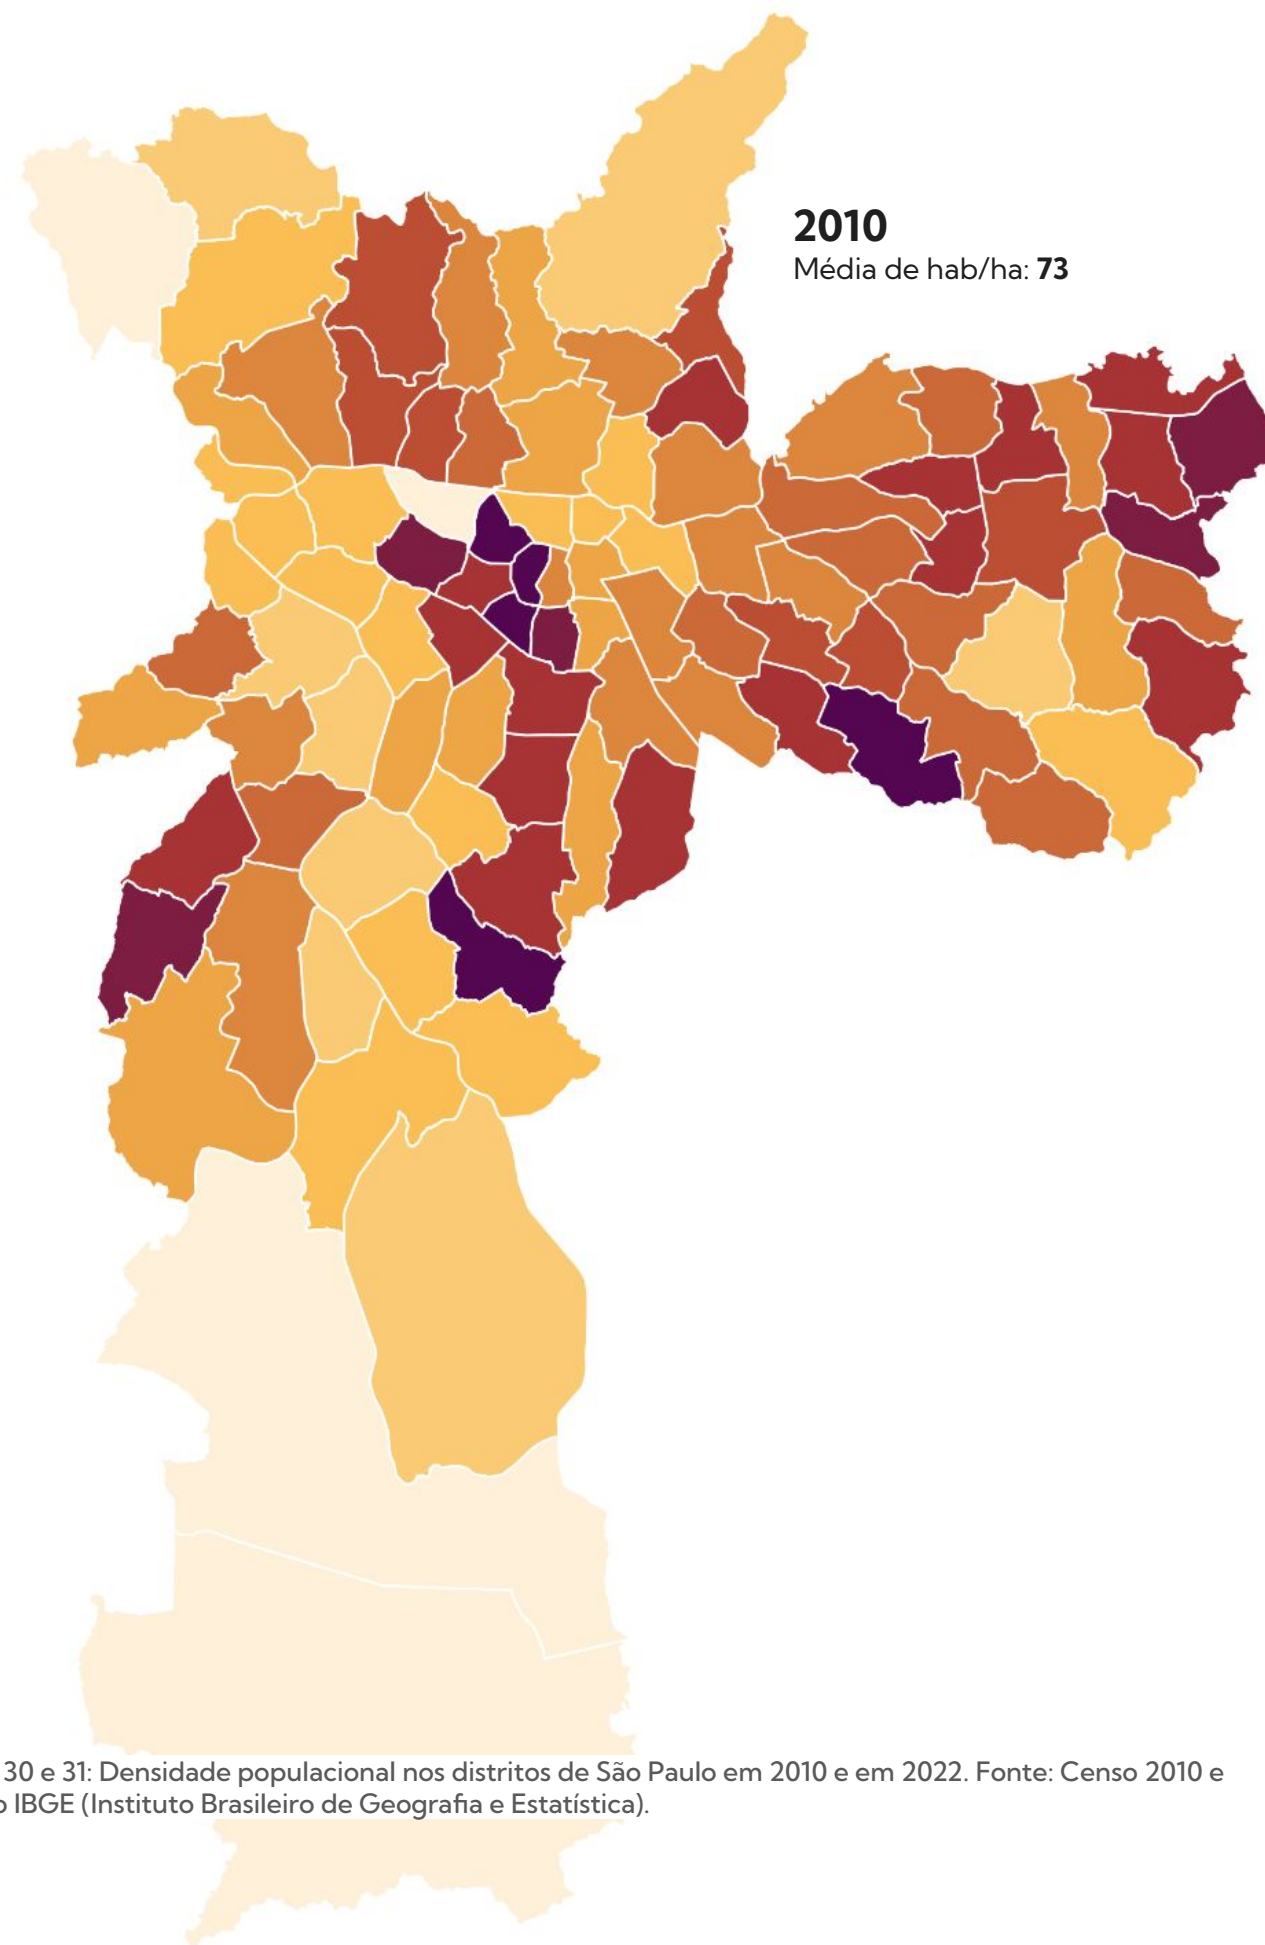 2010
Média de hab/ha: 73
30 e 31: Densidade populacional nos distritos de São Paulo em 2010 e em 2022. Fonte: Censo 2010 e
o IBGE (Instituto Brasileiro de Geografia e Estatística).